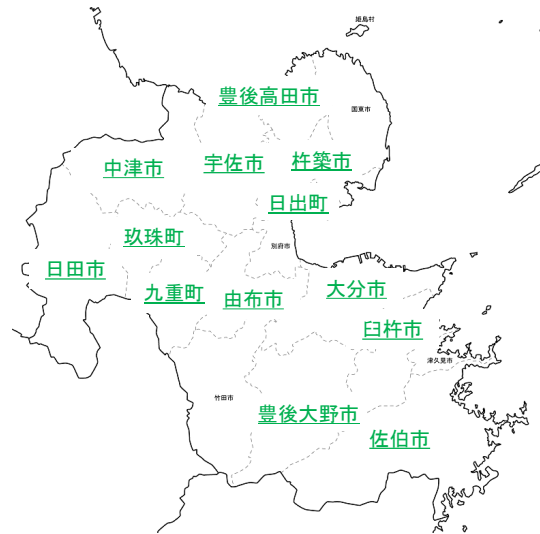 姫島村
豊後高田市
国東市
中津市
宇佐市
杵築市
日出町
玖珠町
別府市
日田市
九重町
由布市
大分市
臼杵市
津久見市
竹田市
豊後大野市
佐伯市